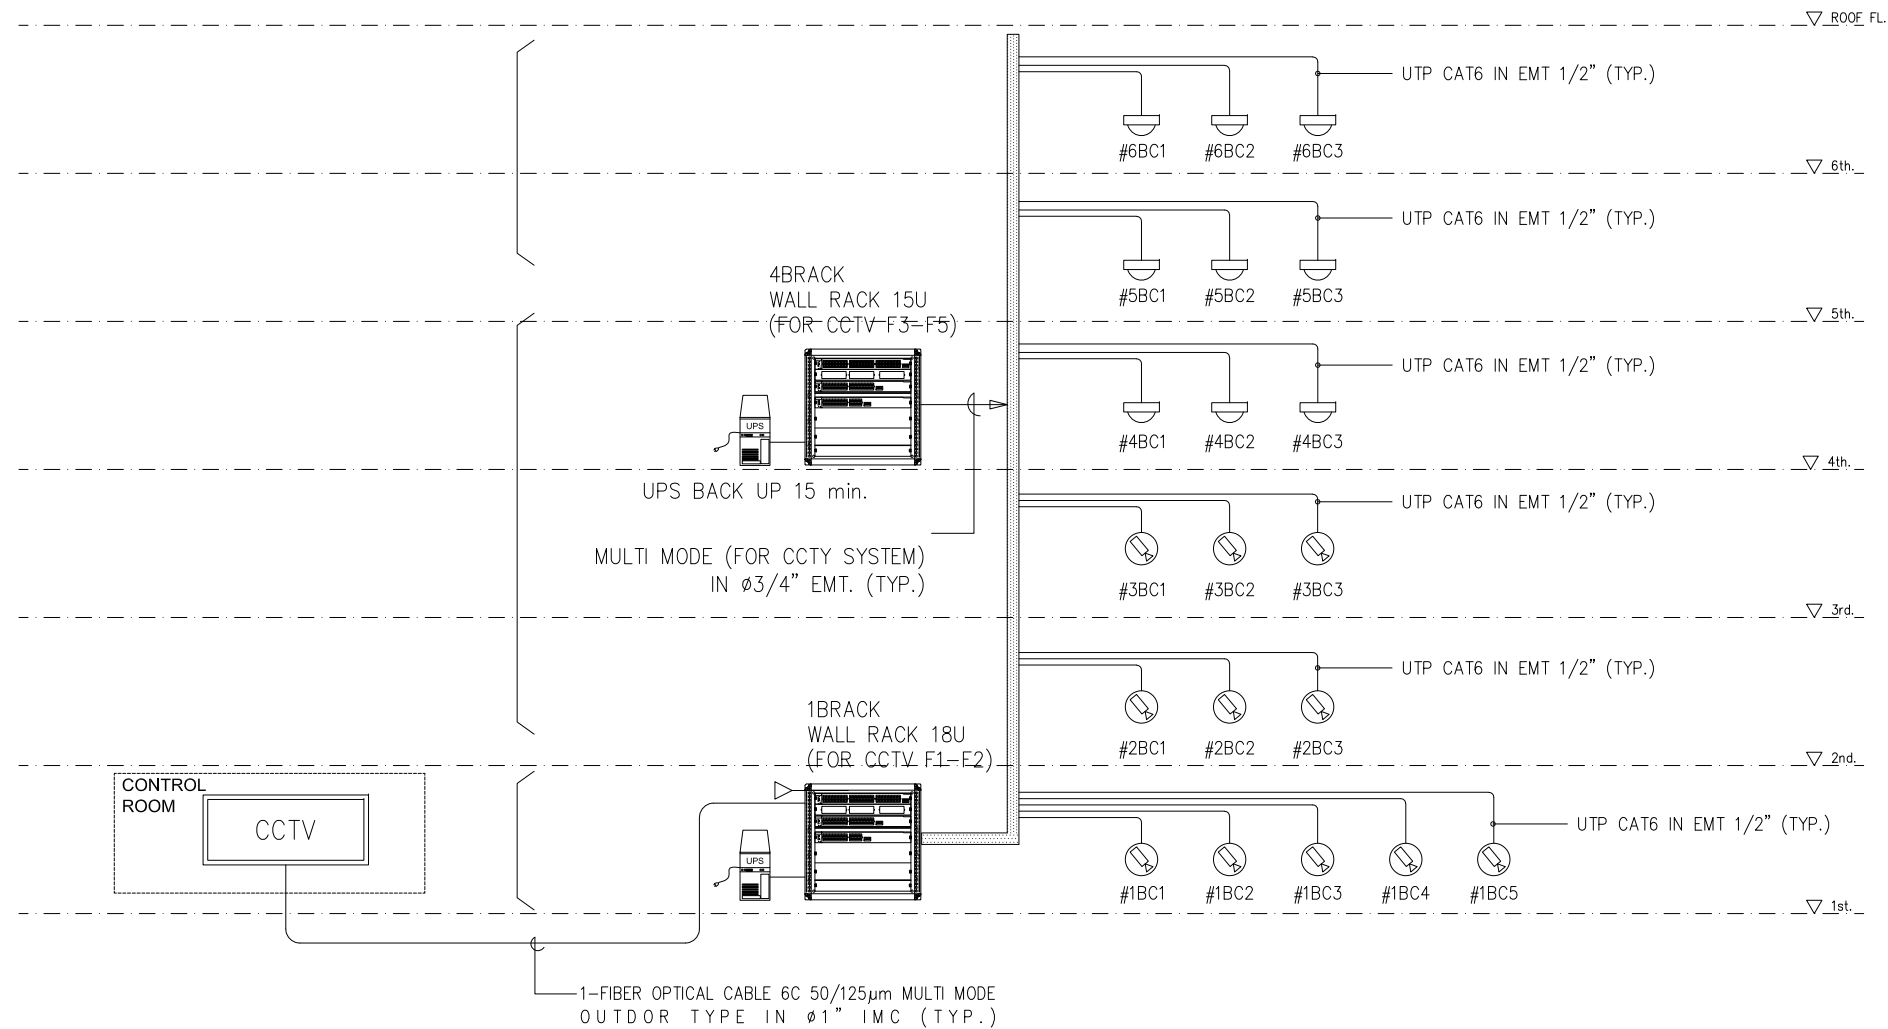 ROOF FL.
UTP CAT6 IN EMT 1/2" (TYP.)
#6BC1 #6BC2 #6BC3
6th.
UTP CAT6 IN EMT 1/2" (TYP.)
#5BC1 #5BC2 #5BC3
4BRACK
WALL RACK 15U
(FOR CCTV F3-F5)
5th.
UTP CAT6 IN EMT 1/2" (TYP.)
UPS
#4BC1 #4BC2 #4BC3
4th.
UPS BACK UP 15 min.
UTP CAT6 IN EMT 1/2" (TYP.)
MULTI MODE (FOR CCTY SYSTEM)
IN ø3/4" EMT. (TYP.)
#3BC1 #3BC2 #3BC3
3rd.
UTP CAT6 IN EMT 1/2" (TYP.)
1BRACK
WALL RACK 18U
(FOR CCTV F1-F2)
#2BC1 #2BC2 #2BC3
2nd.
CONTROL
ROOM
CCTV
UTP CAT6 IN EMT 1/2" (TYP.)
UPS
#1BC1 #1BC2 #1BC3 #1BC4 #1BC5
1st.
1-FIBER OPTICAL CABLE 6C 50/125µm MULTI MODE
OUTDOR TYPE IN ø1" IMC (TYP.)